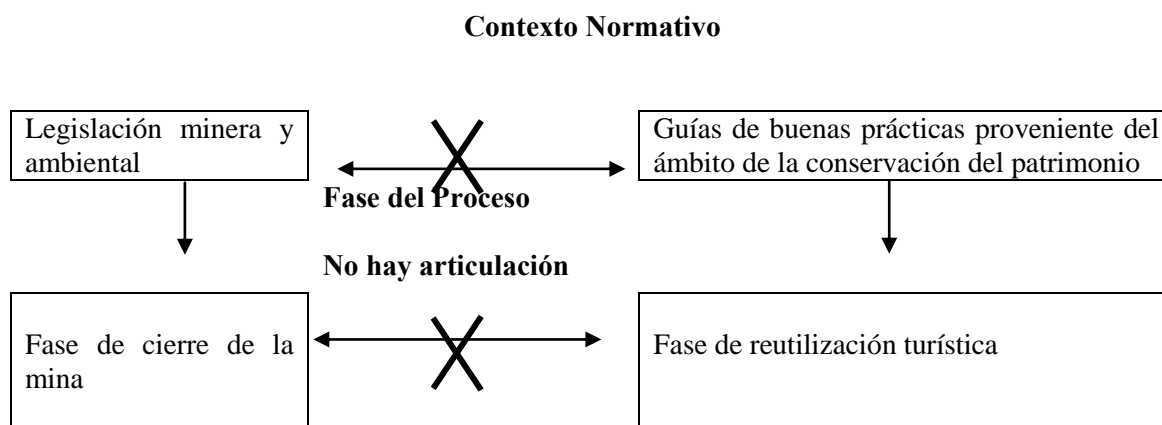 Contexto Normativo
Legislación minera y
ambiental
Guías de buenas prácticas proveniente del
ámbito de la conservación del patrimonio
Fase del Proceso
No hay articulación
Fase de cierre de la
mina
Fase de reutilización turística